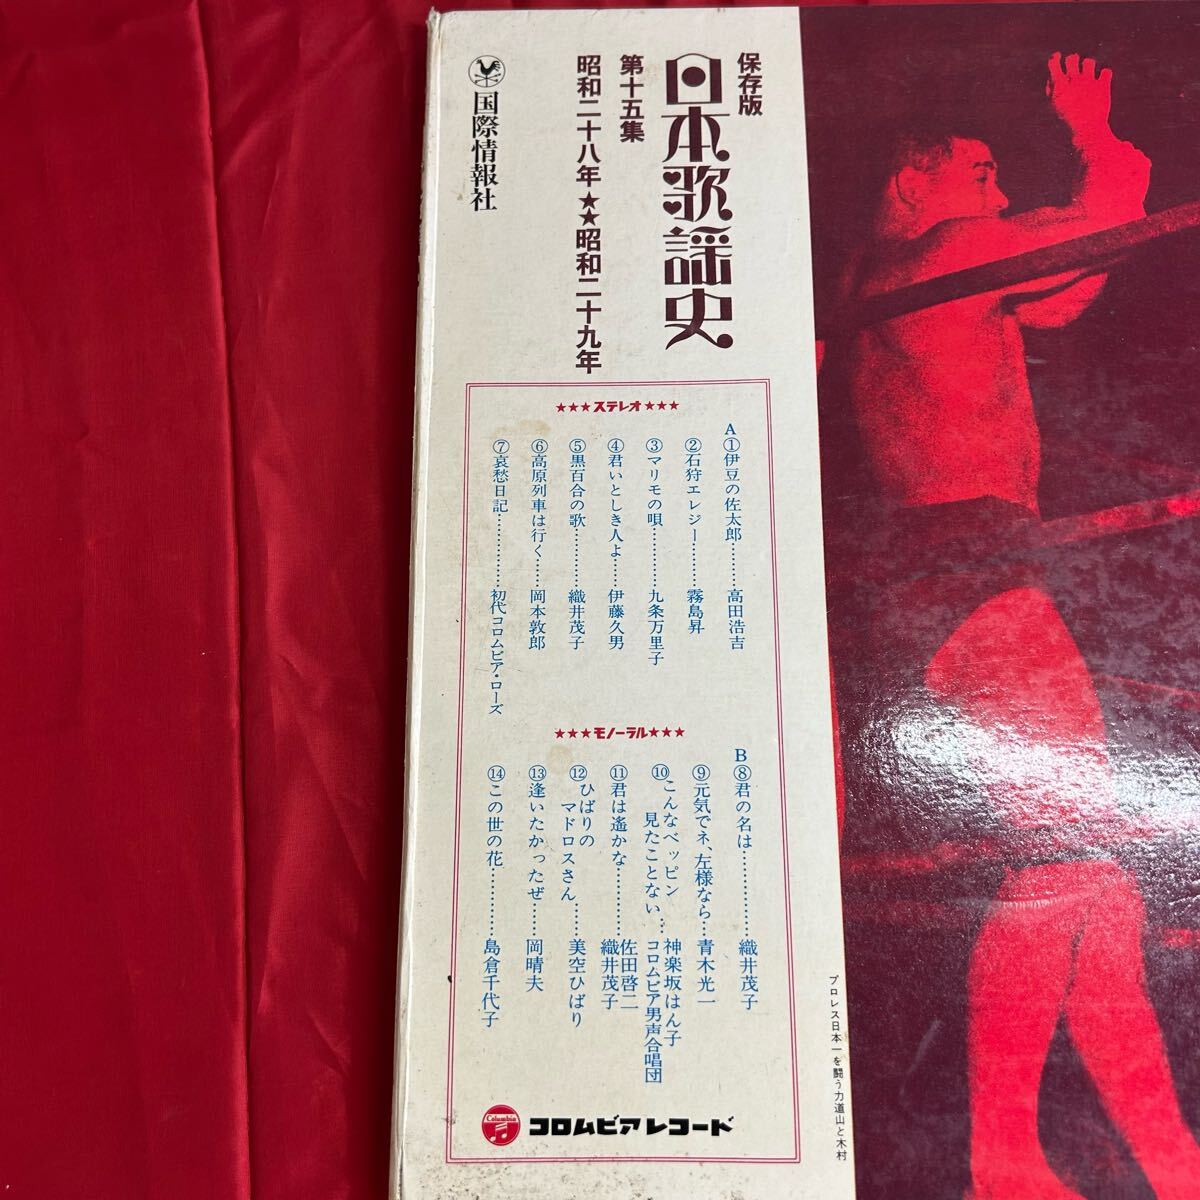 保存版
日本歌謡史
第十五集
昭和二十八年★★昭和二十九年
国際情報社
★★★ステレオ★★★
A①伊豆の佐太郎………高田浩吉
②石狩エレジー………霧島昇
③マリモの唄…………九条万里子
④君いとしき人よ……伊藤久男
⑤黒百合の歌…………織井茂子
⑥高原列車は行く……岡本敦郎
⑦哀愁日記……………初代コロムビア・ローズ
★★★モノーラル★★★
B⑧君の名は…………織井茂子
⑨元気でネ、左様なら…青木光一
⑩こんなベッピン
見たことない…神楽坂はん子
コロムビア男声合唱団
⑪君は遙かな…………佐田啓二
織井茂子
⑫ひばりの
マドロスさん……美空ひばり
⑬逢いたかったぜ……岡晴夫
⑭この世の花…………島倉千代子
Columbia
コロムビアレコード
プロレス日本一を闘う力道山と木村